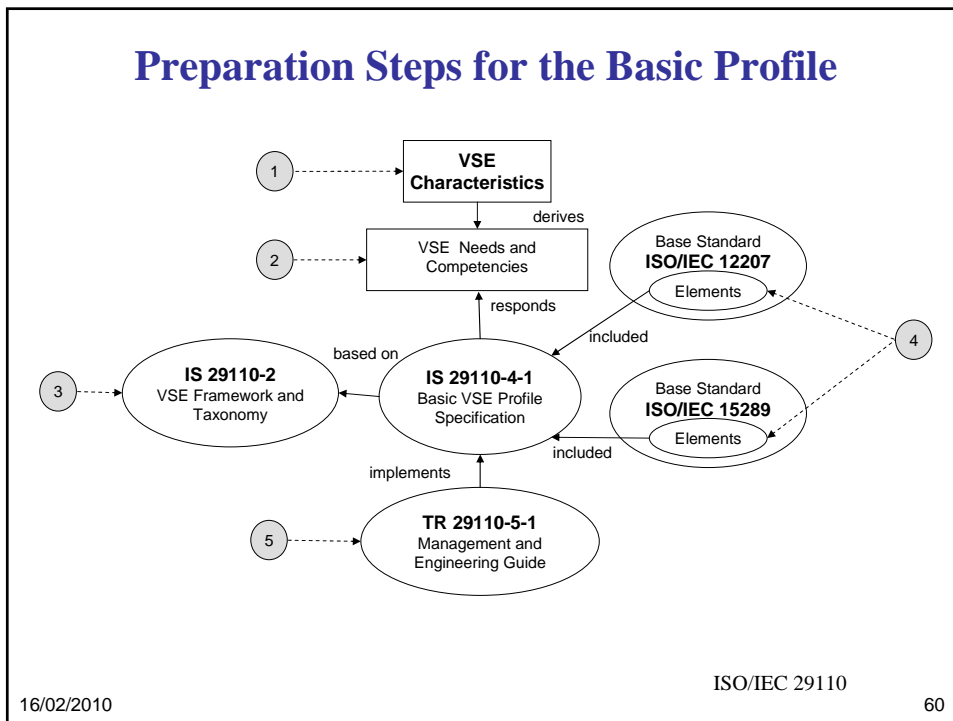 Preparation Steps for the Basic Profile
1
VSE
Characteristics
derives
2
VSE Needs and
Competencies
Base Standard
ISO/IEC 12207
Elements
responds
included
4
based on
3
IS 29110-2
VSE Framework and
Taxonomy
IS 29110-4-1
Basic VSE Profile
Specification
Base Standard
ISO/IEC 15289
Elements
included
implements
5
TR 29110-5-1
Management and
Engineering Guide
ISO/IEC 29110
16/02/2010
60